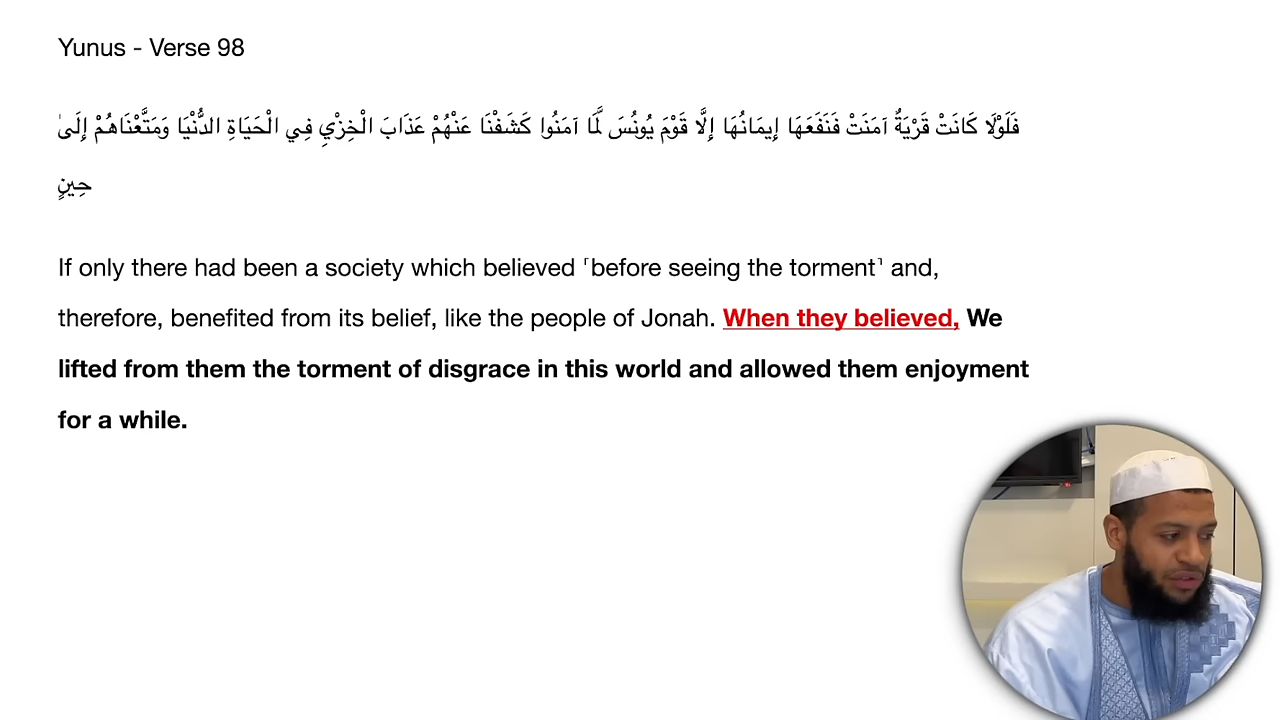 Yunus - Verse 98
فَلَوْلَا كَانَتْ قَرْيَةٌ آمَنَتْ فَنَفَعَهَا إِيمَانُهَا إِلَّا قَوْمَ يُونُسَ لَمَّا آمَنُوا كَشَفْنَا عَنْهُمْ عَذَابَ الْخِزْيِ فِي الْحَيَاةِ الدُّنْيَا وَمَتَّعْنَاهُمْ إِلَىٰ
حِينٍ
If only there had been a society which believed ˹before seeing the torment˺ and,
therefore, benefited from its belief, like the people of Jonah. When they believed, We
lifted from them the torment of disgrace in this world and allowed them enjoyment
for a while.